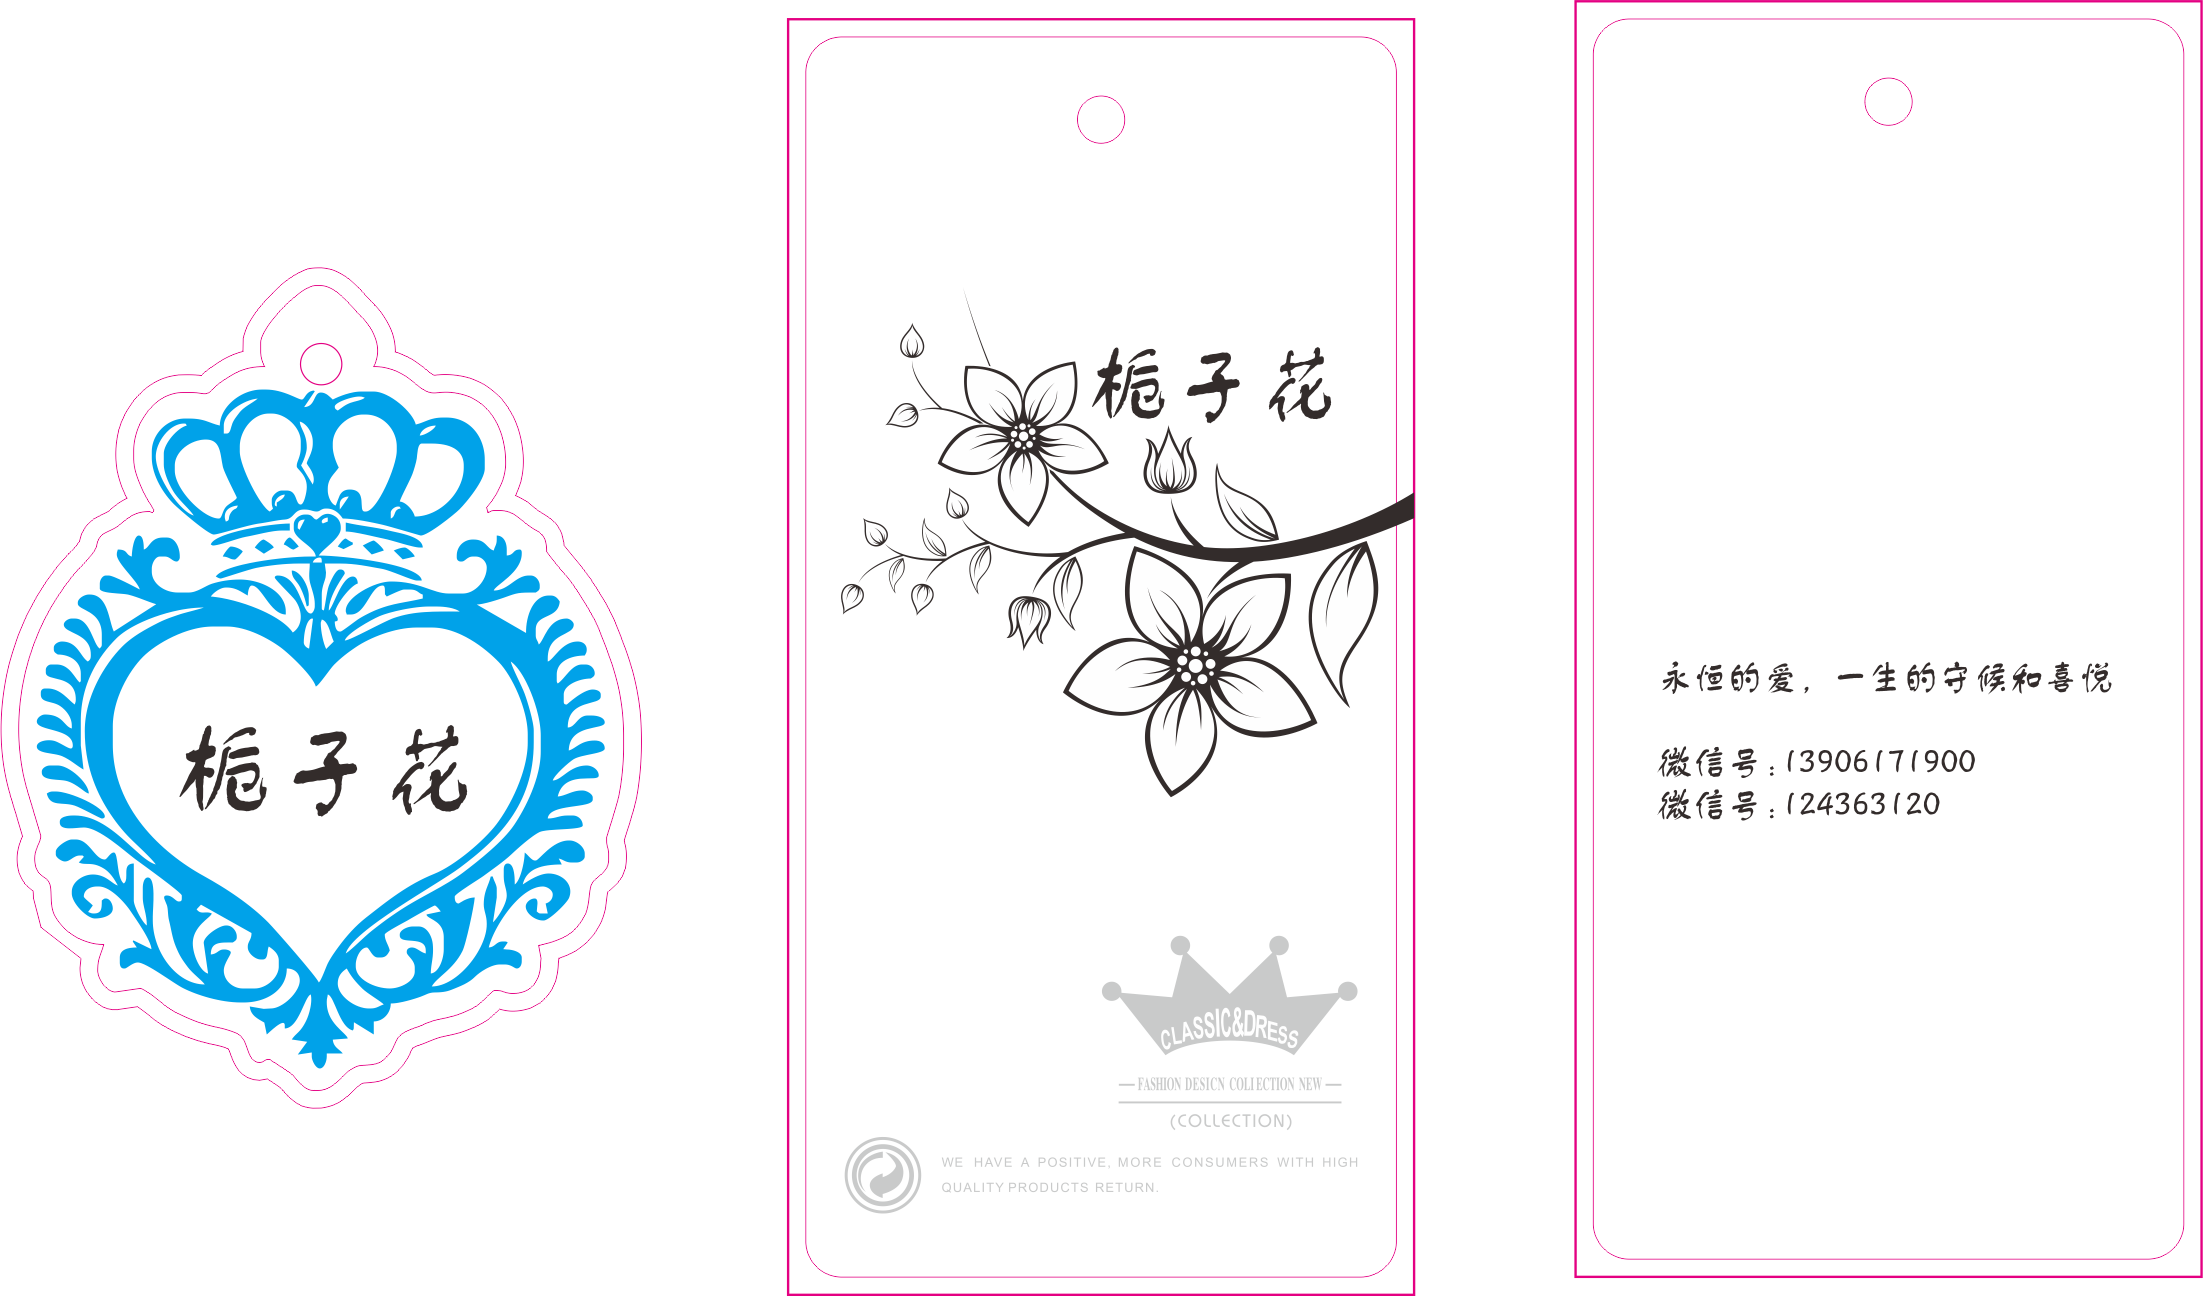 栀子花
栀子花
CLASSIC&DRESS
FASHION DESICN COLIECTION NEW
(COLLECTION)
WE HAVE A POSITIVE, MORE CONSUMERS WITH HIGH
QUALITY PRODUCTS RETURN.
永恒的爱，一生的守候和喜悦
微信号：13906171900
微信号：124363120